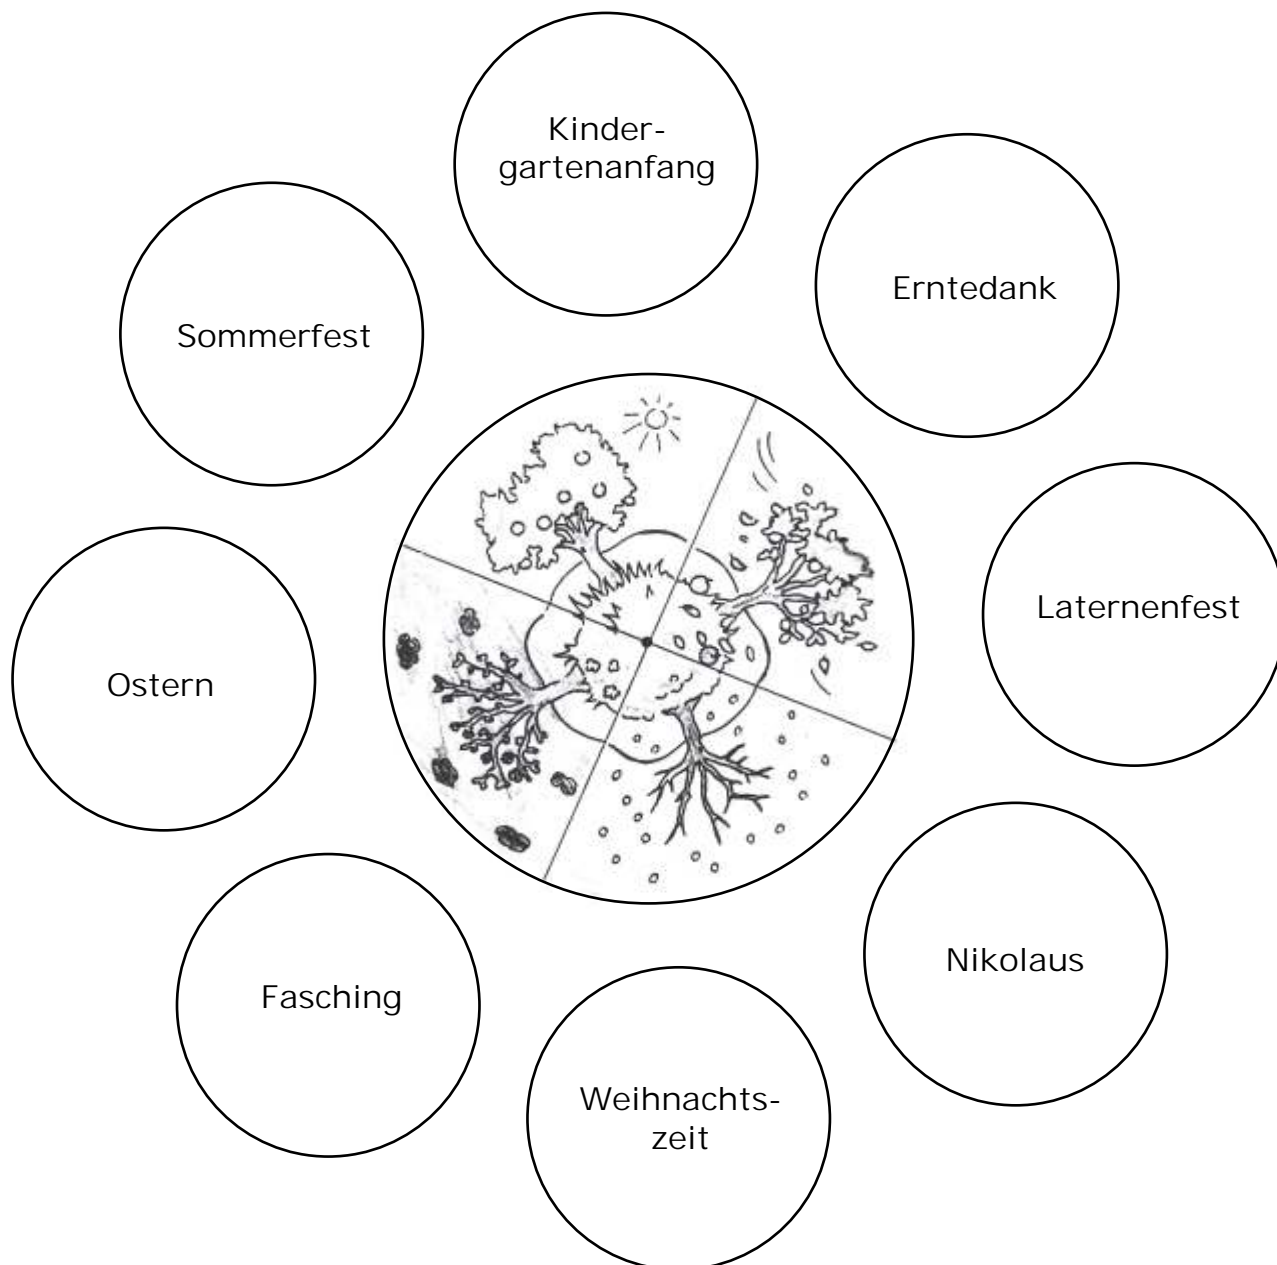 Kinder-
gartenanfang
Erntedank
Sommerfest
Laternenfest
Ostern
Nikolaus
Fasching
Weihnachts-
zeit